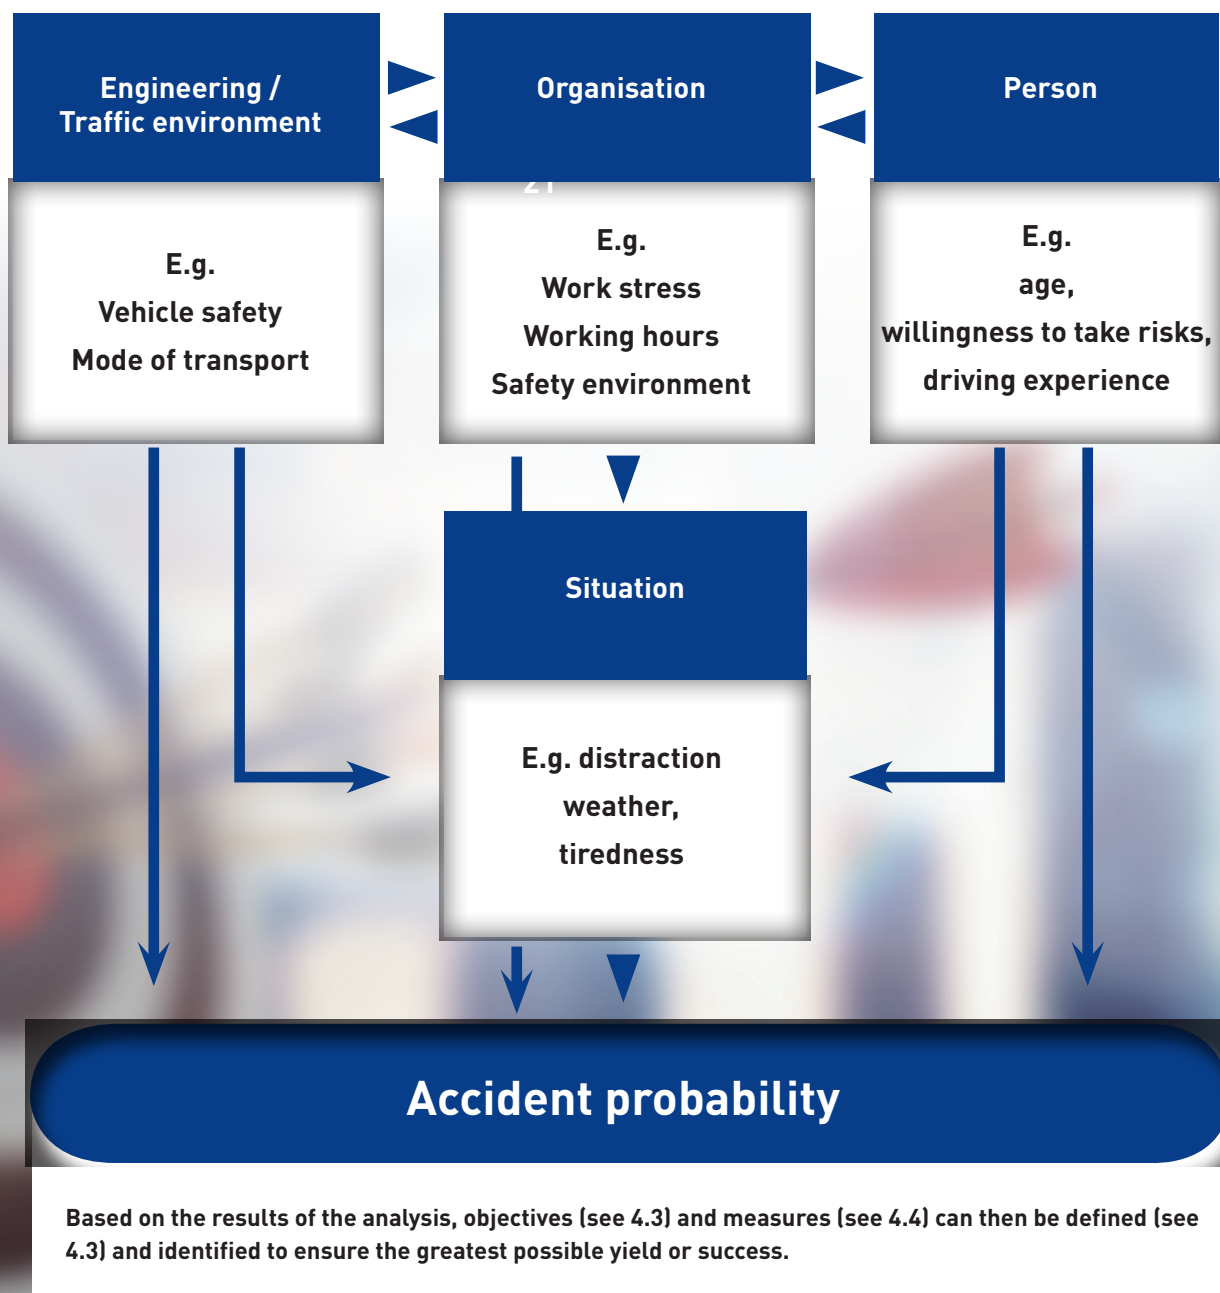 Engineering /
Traffic environment
Organisation
Person
21
E.g.
Vehicle safety
Mode of transport
E.g.
Work stress
Working hours
Safety environment
E.g.
age,
willingness to take risks,
driving experience
Situation
E.g. distraction
weather,
tiredness
Accident probability
Based on the results of the analysis, objectives (see 4.3) and measures (see 4.4) can then be defined (see
4.3) and identified to ensure the greatest possible yield or success.